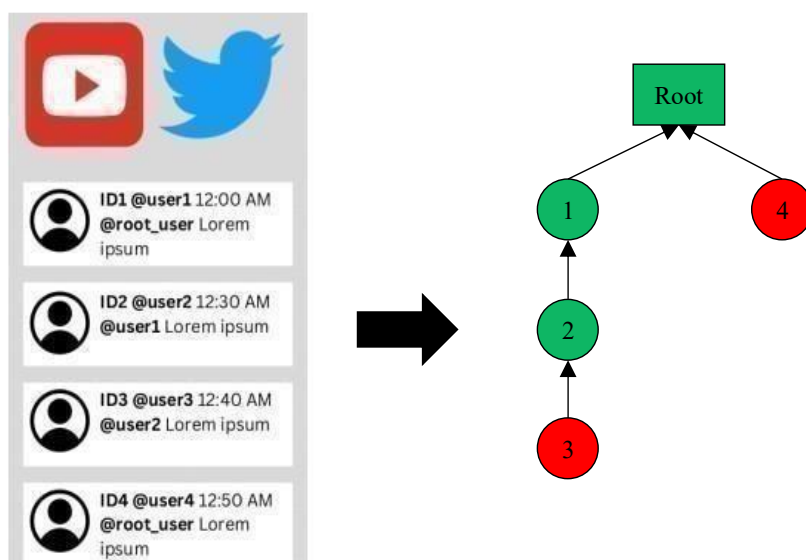 ID1 @user1 12:00 AM
@root_user Lorem
ipsum
ID2 @user2 12:30 AM
@user1 Lorem ipsum
ID3 @user3 12:40 AM
@user2 Lorem ipsum
ID4 @user4 12:50 AM
@root_user Lorem
ipsum
Root
1
4
2
3